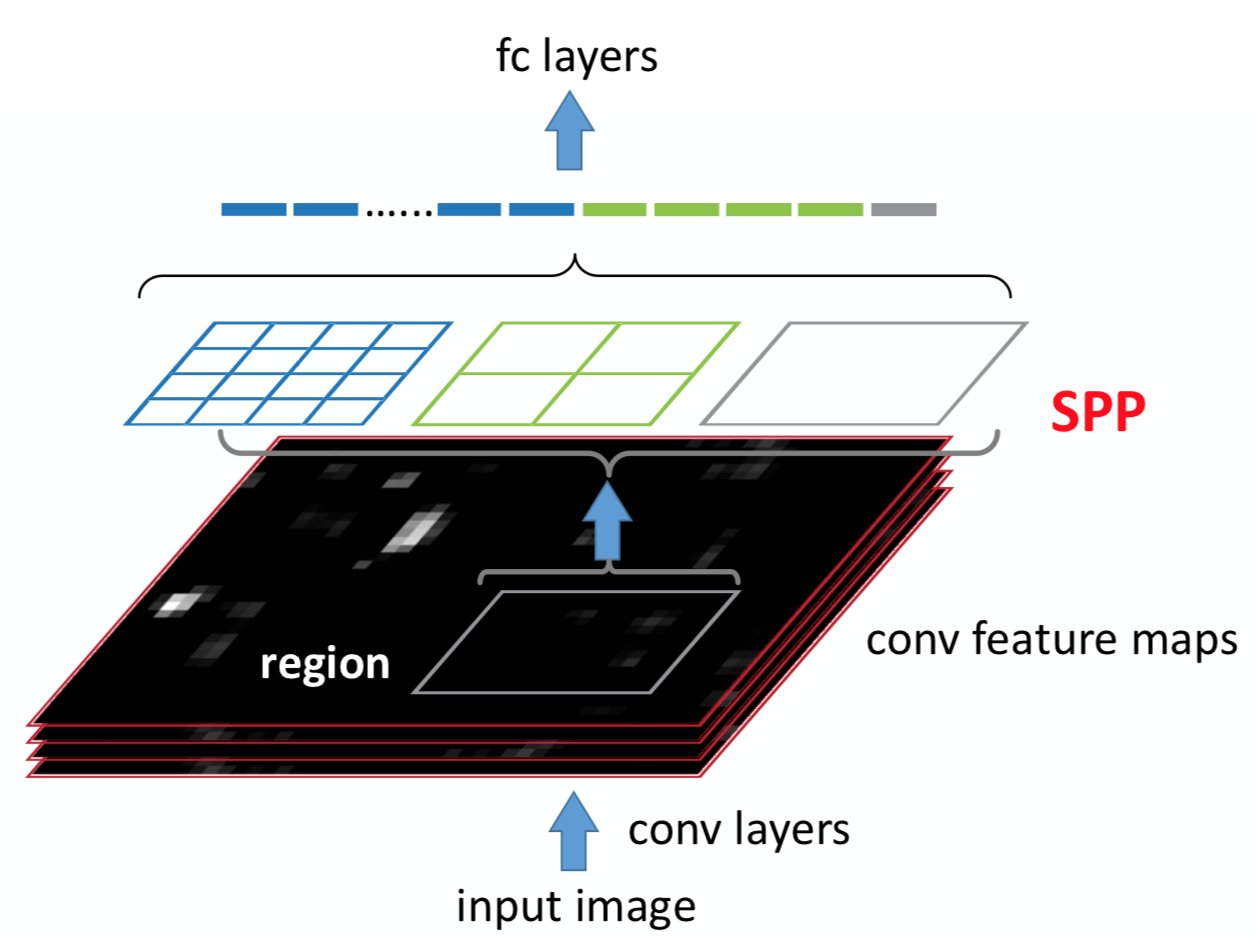 fc layers
......
SPP
region
conv feature maps
conv layers
input image